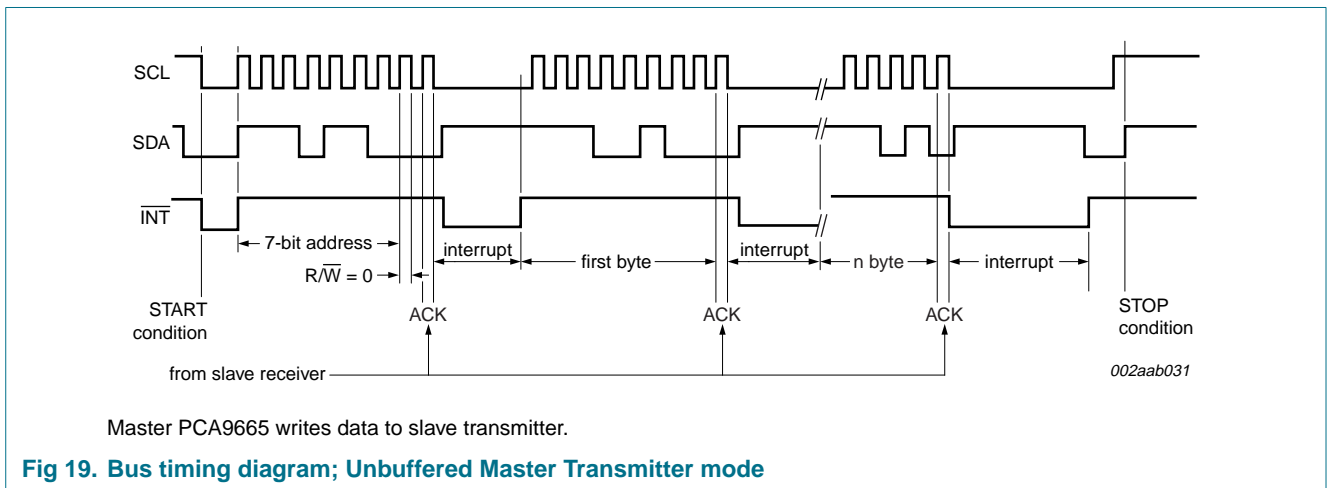 SCL
SDA
INT
7-bit address
R/W = 0
interrupt
first byte
interrupt
n byte
interrupt
START
condition
ACK
ACK
ACK
STOP
condition
from slave receiver
002aab031
Master PCA9665 writes data to slave transmitter.
Fig 19. Bus timing diagram; Unbuffered Master Transmitter mode